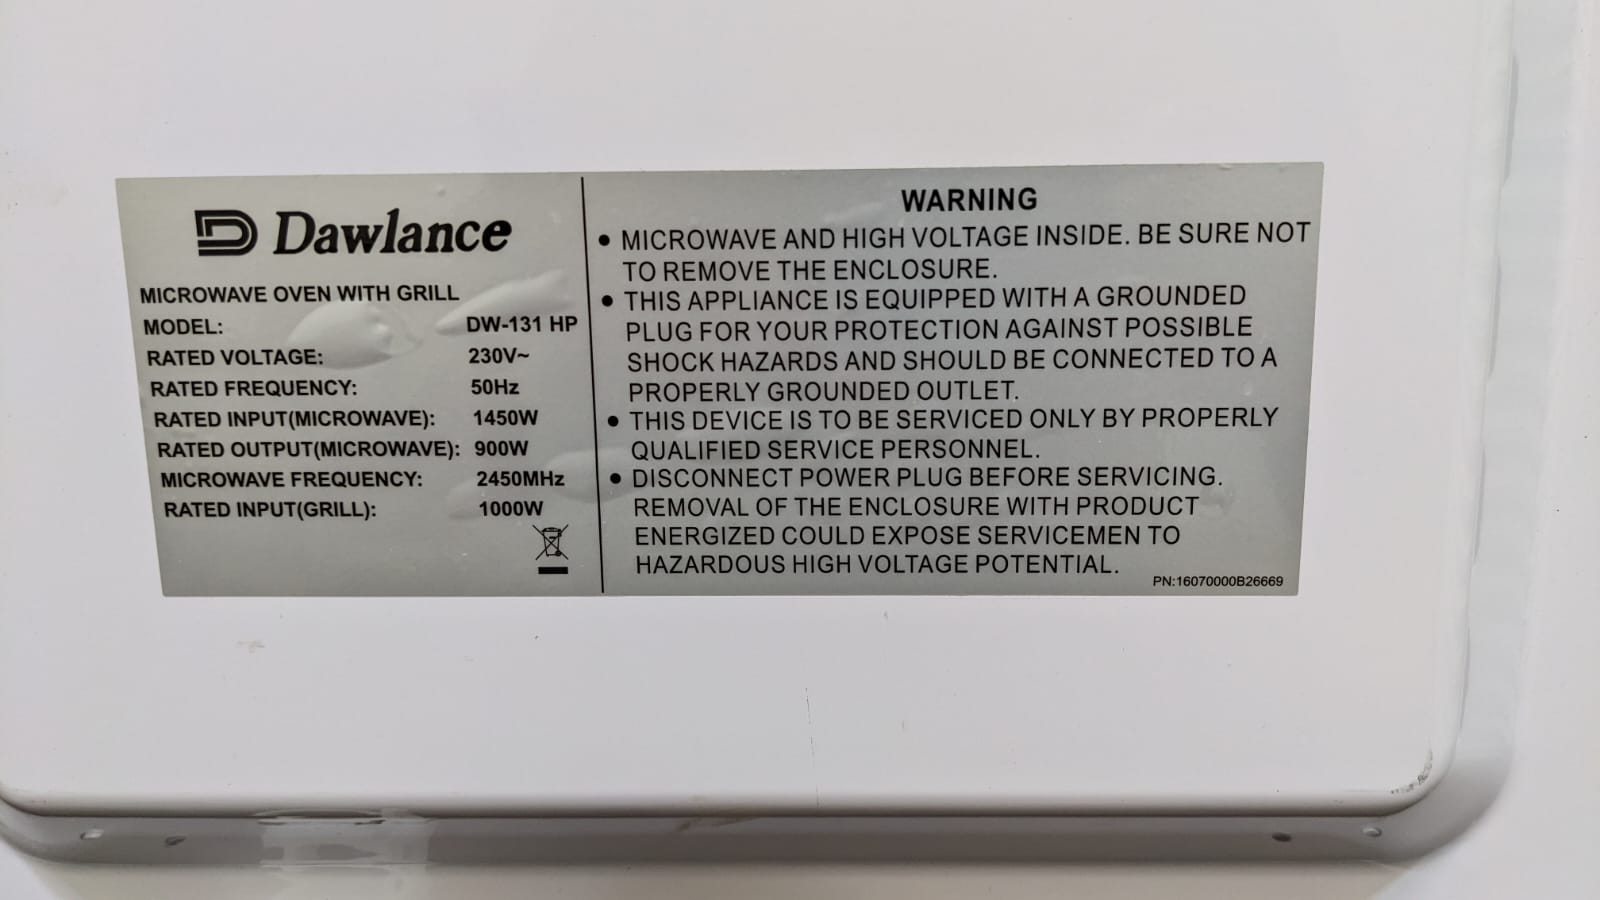 Dawlance
MICROWAVE OVEN WITH GRILL
MODEL: DW-131 HP
RATED VOLTAGE: 230V~
RATED FREQUENCY: 50Hz
RATED INPUT(MICROWAVE): 1450W
RATED OUTPUT(MICROWAVE): 900W
MICROWAVE FREQUENCY: 2450MHz
RATED INPUT(GRILL): 1000W
WARNING
• MICROWAVE AND HIGH VOLTAGE INSIDE. BE SURE NOT
TO REMOVE THE ENCLOSURE.
• THIS APPLIANCE IS EQUIPPED WITH A GROUNDED
PLUG FOR YOUR PROTECTION AGAINST POSSIBLE
SHOCK HAZARDS AND SHOULD BE CONNECTED TO A
PROPERLY GROUNDED OUTLET.
• THIS DEVICE IS TO BE SERVICED ONLY BY PROPERLY
QUALIFIED SERVICE PERSONNEL.
• DISCONNECT POWER PLUG BEFORE SERVICING.
REMOVAL OF THE ENCLOSURE WITH PRODUCT
ENERGIZED COULD EXPOSE SERVICEMEN TO
HAZARDOUS HIGH VOLTAGE POTENTIAL.
PN:16070000B26669